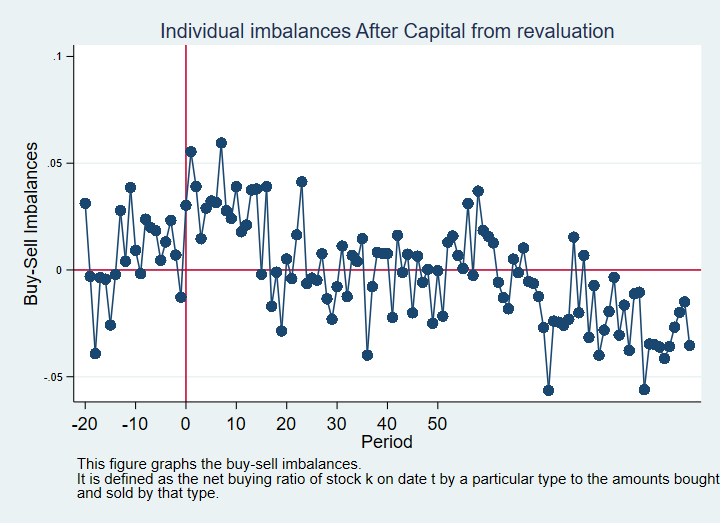 Individual imbalances After Capital from revaluation
.1
.05
0
-.05
Buy-Sell Imbalances
-20 -10 0 10 20 30 40 50
Period
This figure graphs the buy-sell imbalances.
It is defined as the net buying ratio of stock k on date t by a particular type to the amounts bought
and sold by that type.